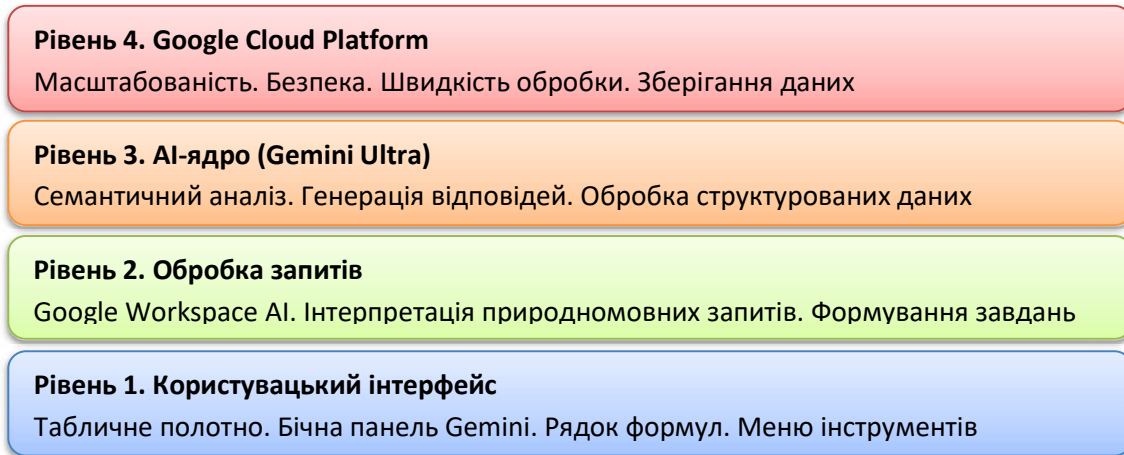 Рівень 4. Google Cloud Platform
Масштабованість. Безпека. Швидкість обробки. Зберігання даних
Рівень 3. AI-ядро (Gemini Ultra)
Семантичний аналіз. Генерація відповідей. Обробка структурованих даних
Рівень 2. Обробка запитів
Google Workspace AI. Інтерпретація природномовних запитів. Формування завдань
Рівень 1. Користувацький інтерфейс
Табличне полотно. Бічна панель Gemini. Рядок формул. Меню інструментів